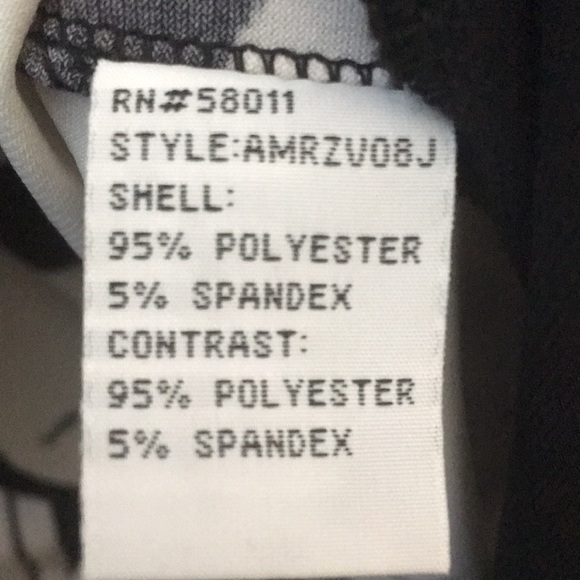 RN#58011
STYLE:AMRZV08J
SHELL:
95% POLYESTER
5% SPANDEX
CONTRAST:
95% POLYESTER
5% SPANDEX